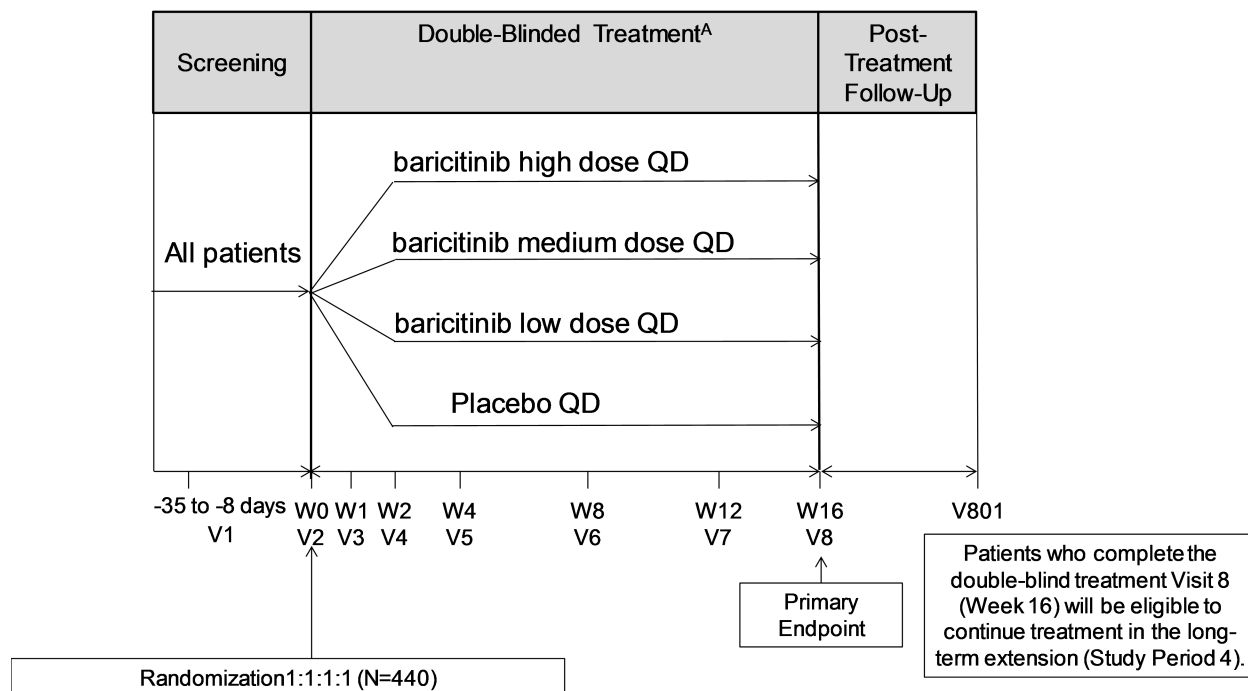 Screening
Double-Blinded Treatment^A
Post-
Treatment
Follow-Up
baricitinib high dose QD
All patients
baricitinib medium dose QD
baricitinib low dose QD
Placebo QD
-35 to -8 days
V1
W0 W1 W2 W4 W8 W12 W16 V801
V2 V3 V4 V5 V6 V7 V8
Primary
Endpoint
Patients who complete the
double-blind treatment Visit 8
(Week 16) will be eligible to
continue treatment in the long-
term extension (Study Period 4).
Randomization1:1:1:1 (N=440)